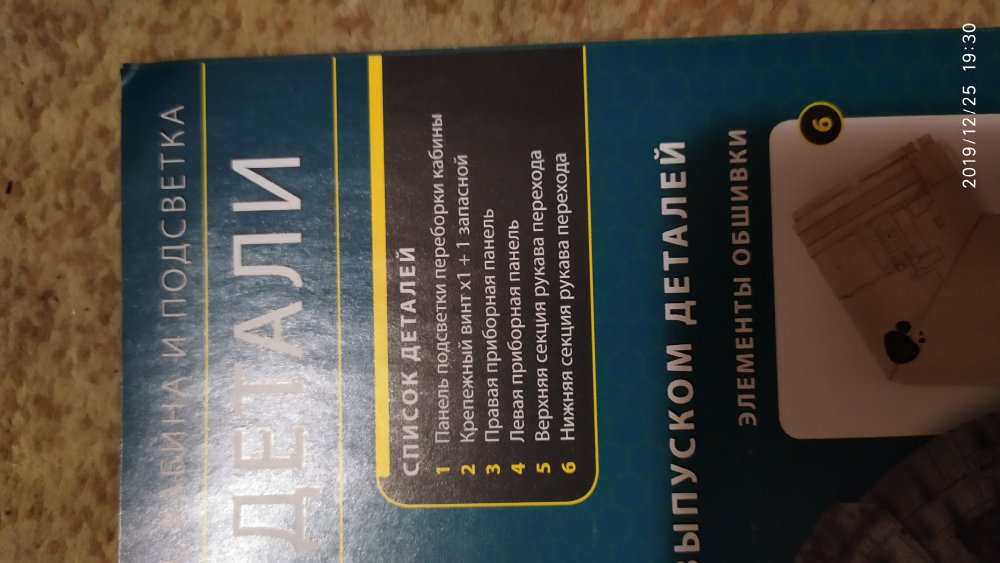 КАБИНА И ПОДСВЕТКА
ДЕТАЛИ
СПИСОК ДЕТАЛЕЙ
1 Панель подсветки переборки кабины
2 Крепежный винт x1 + 1 запасной
3 Правая приборная панель
4 Левая приборная панель
5 Верхняя секция рукава перехода
6 Нижняя секция рукава перехода
ВЫПУСКОМ ДЕТАЛЕЙ
ЭЛЕМЕНТЫ ОБШИВКИ
6
2019/12/25 19:30